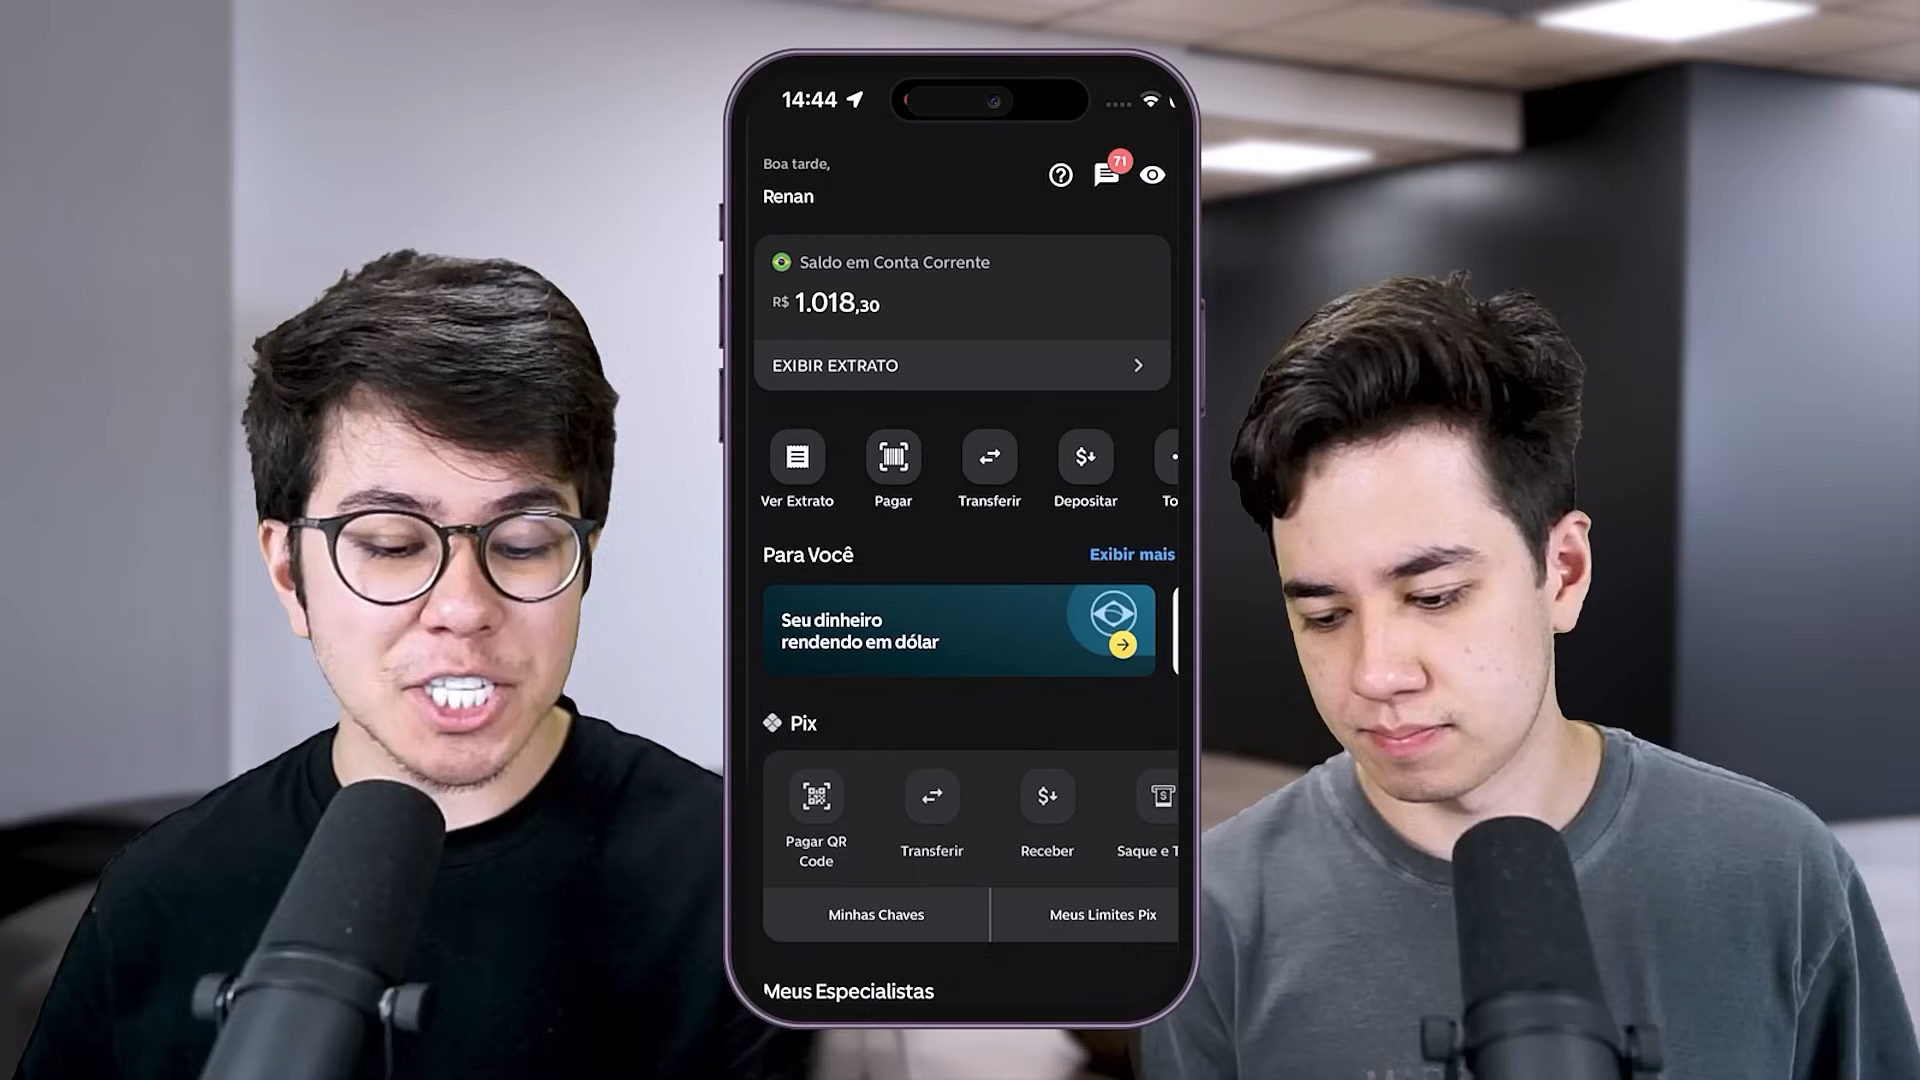 14:44
71
Boa tarde,
Renan
Saldo em Conta Corrente
R$ 1.018,30
EXIBIR EXTRATO
Ver Extrato
Pagar
Transferir
Depositar
To
Para Você
Exibir mais
Seu dinheiro
rendendo em dólar
Pix
Pagar QR
Code
Transferir
Receber
Saque e T
Minhas Chaves
Meus Limites Pix
Meus Especialistas